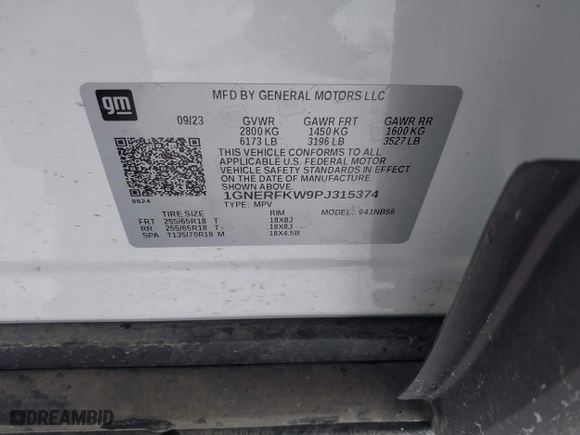 gm
MFD BY GENERAL MOTORS LLC
09/23 GVWR GAWR FRT GAWR RR
2800 KG 1450 KG 1600 KG
6173 LB 3196 LB 3527 LB
THIS VEHICLE CONFORMS TO ALL
APPLICABLE U.S. FEDERAL MOTOR
VEHICLE SAFETY STANDARDS IN EFFECT
ON THE DATE OF MANUFACTURE
SHOWN ABOVE.
1GNERFKW9PJ315374
8624 TYPE: MPV MODEL: 941NB56
TIRE SIZE RIM
FRT 255/65R18 T 18X8J
RR 255/65R18 T 18X8J
SPA T135/70R18 M 18X4.5B
DREAMBID